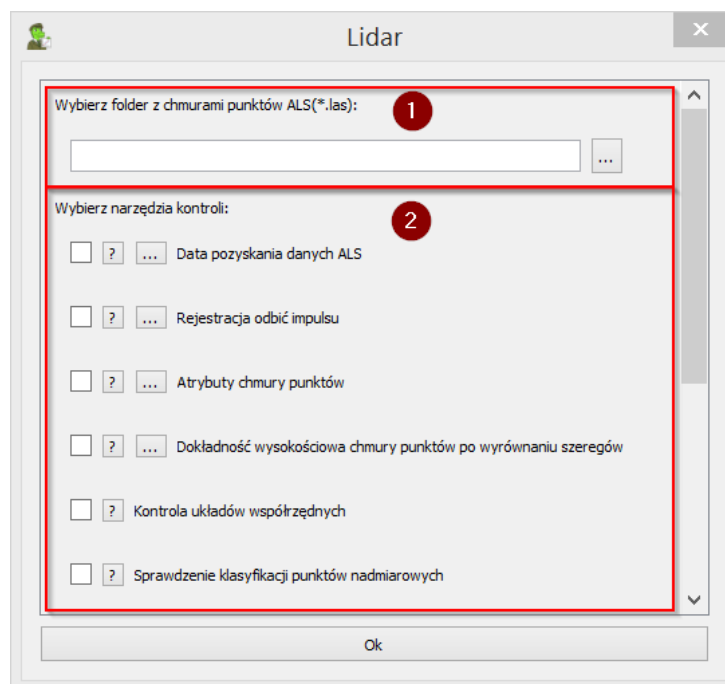 Lidar
Wybierz folder z chmurami punktów ALS(*.las):
1
...
Wybierz narzędzia kontroli:
2
? ... Data pozyskania danych ALS
? ... Rejestracja odbić impulsu
? ... Atrybuty chmury punktów
? ... Dokładność wysokościowa chmury punktów po wyrównaniu szeregów
? Kontrola układów współrzędnych
? Sprawdzenie klasyfikacji punktów nadmiarowych
Ok